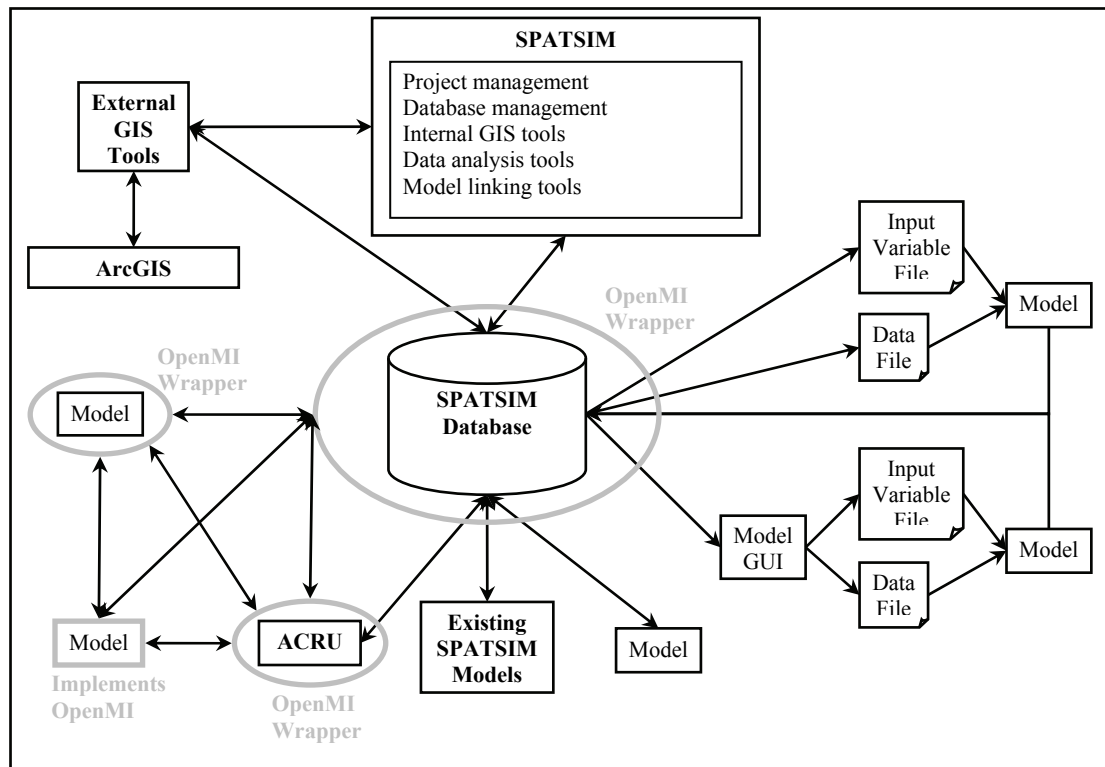 SPATSIM
Project management
Database management
Internal GIS tools
Data analysis tools
Model linking tools
External
GIS
Tools
ArcGIS
OpenMI
Wrapper
Input
Variable
File
Model
Data
File
OpenMI
Wrapper
Model
SPATSIM
Database
Input
Variable
File
Model
GUI
Model
Data
File
Model
Implements
OpenMI
ACRU
OpenMI
Wrapper
Existing
SPATSIM
Models
Model